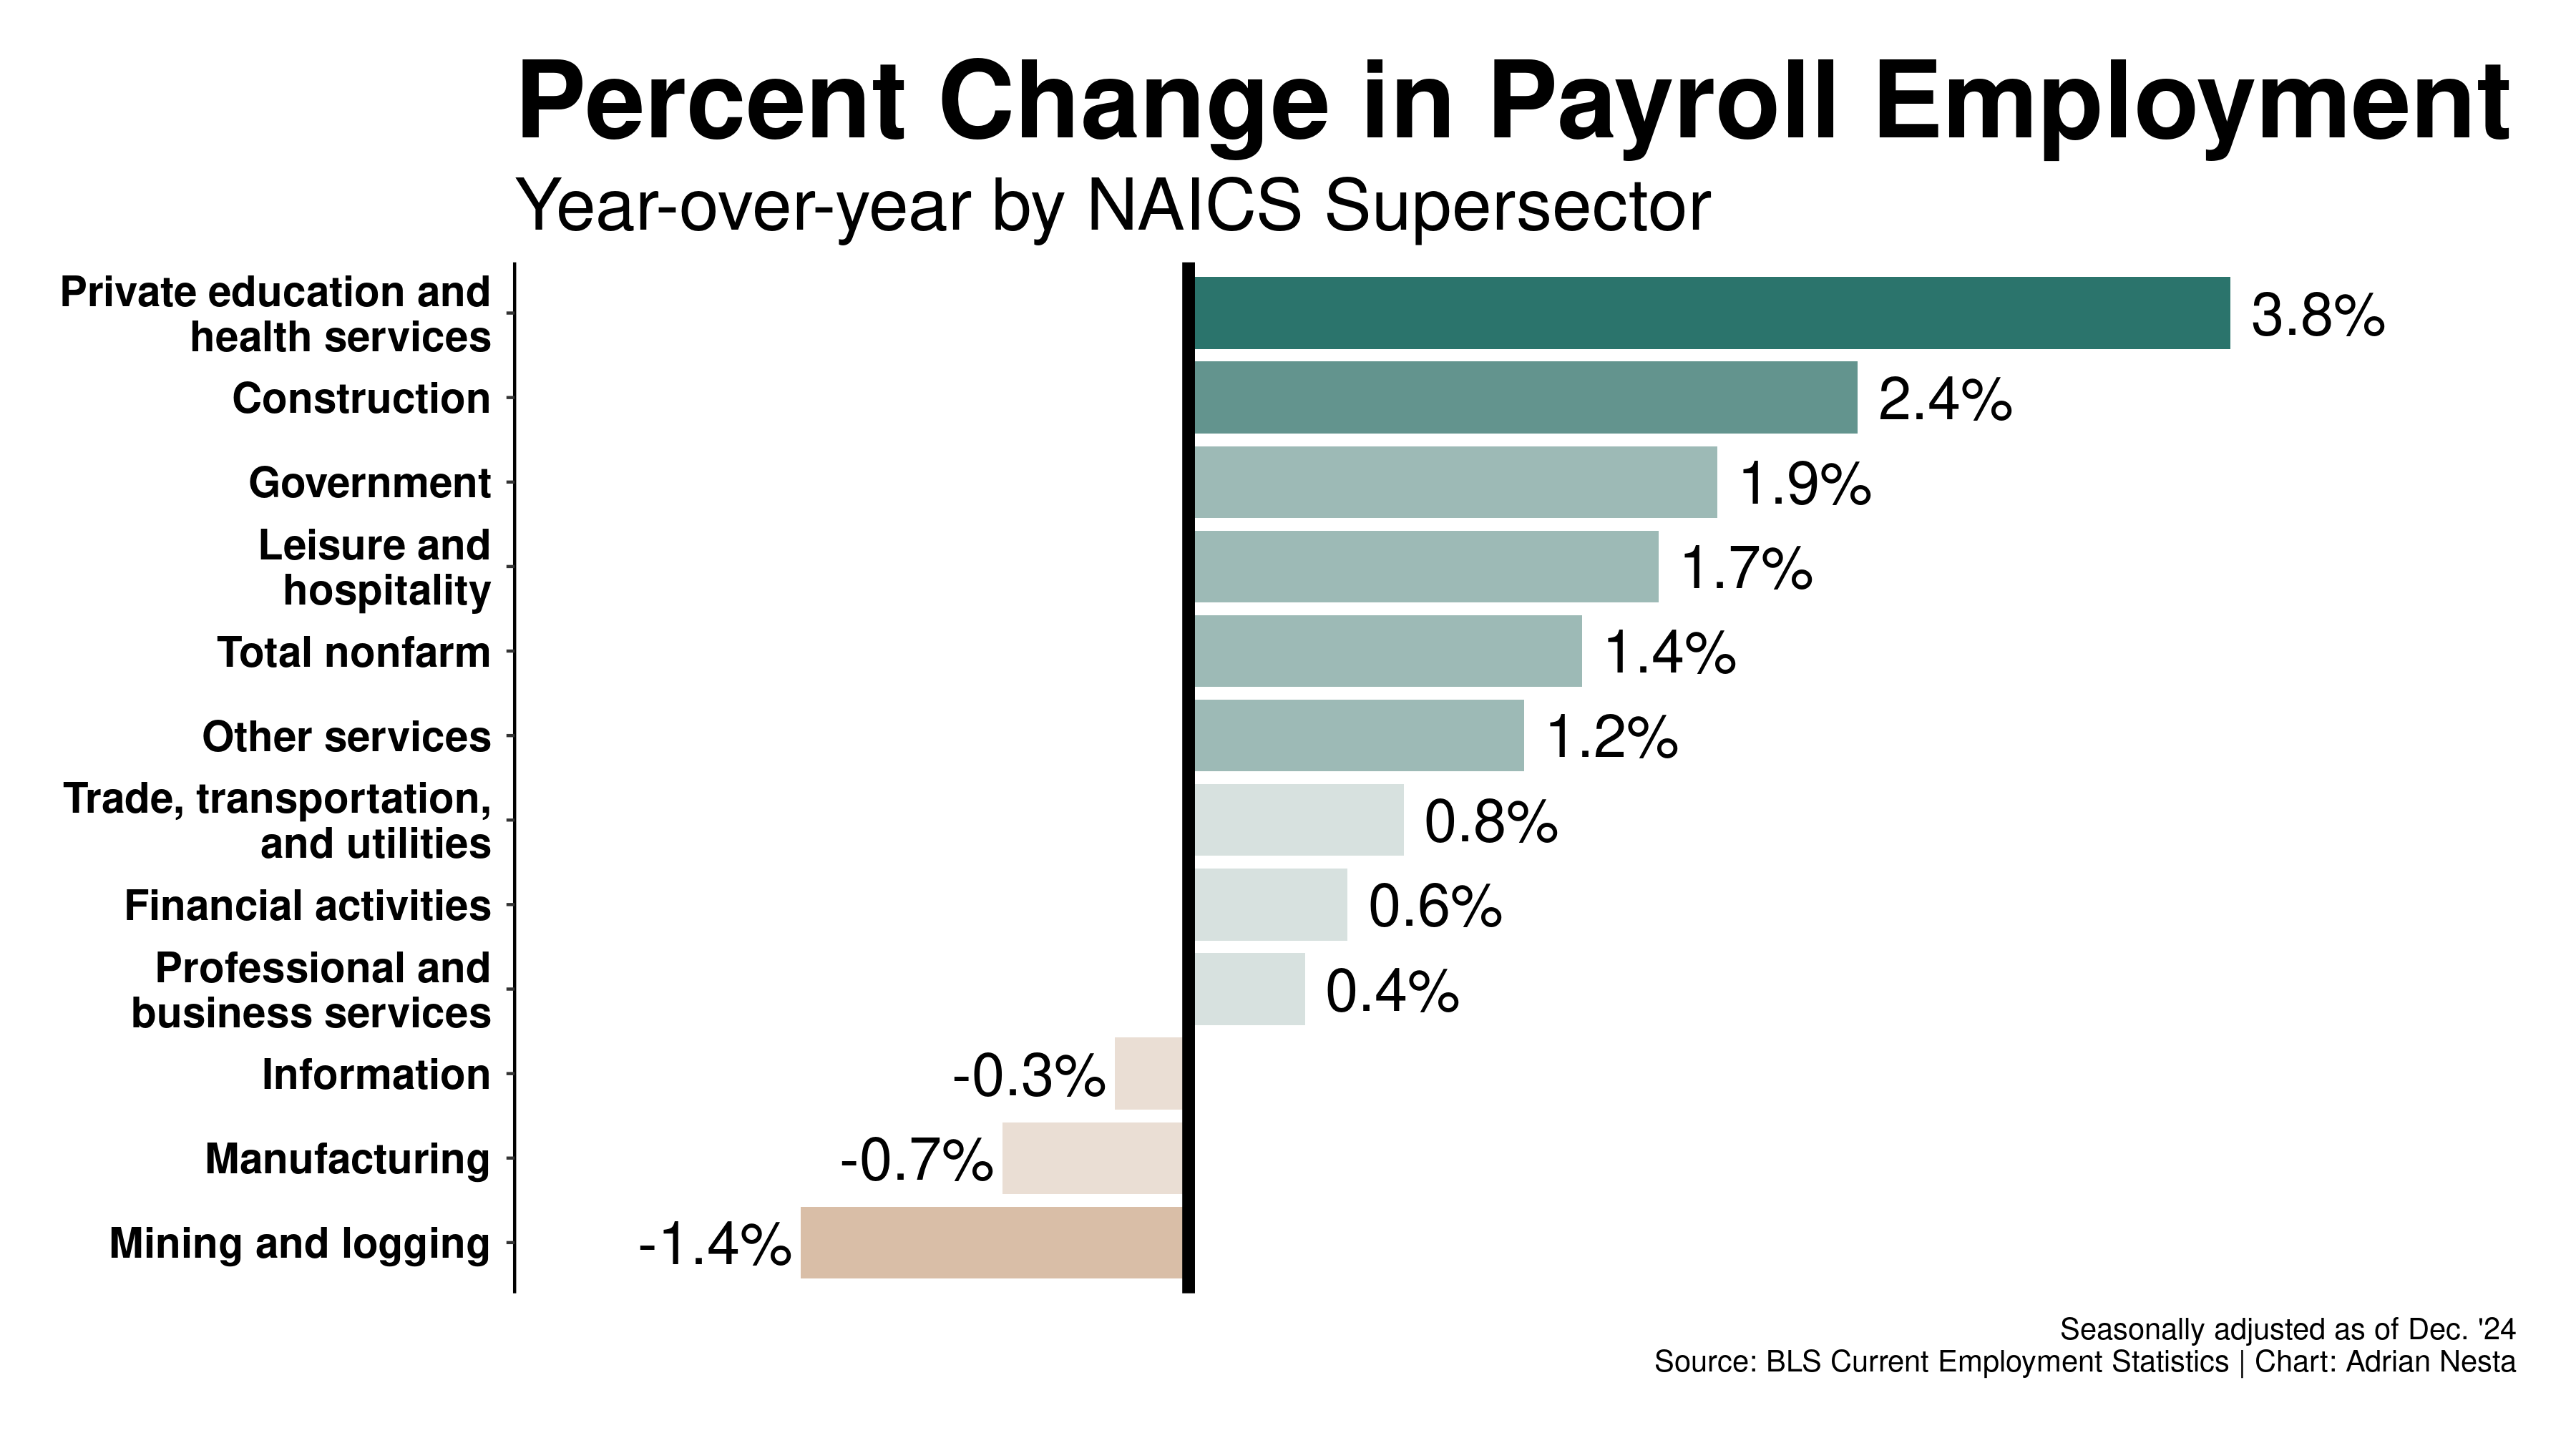 Percent Change in Payroll Employment
Year-over-year by NAICS Supersector
Private education and
health services
3.8%
Construction
2.4%
Government
1.9%
Leisure and
hospitality
1.7%
Total nonfarm
1.4%
Other services
1.2%
Trade, transportation,
and utilities
0.8%
Financial activities
0.6%
Professional and
business services
0.4%
Information
-0.3%
Manufacturing
-0.7%
Mining and logging
-1.4%
Seasonally adjusted as of Dec. '24
Source: BLS Current Employment Statistics | Chart: Adrian Nesta